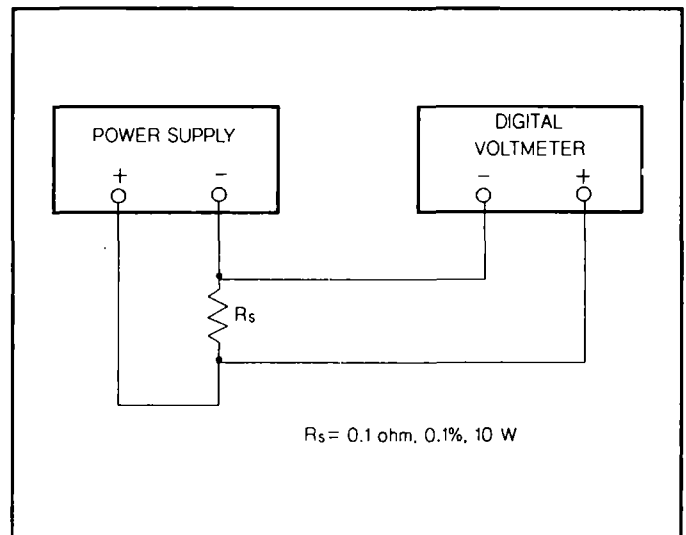 POWER SUPPLY
+ -
DIGITAL
VOLTMETER
- +
Rs
Rs = 0.1 ohm, 0.1%, 10 W